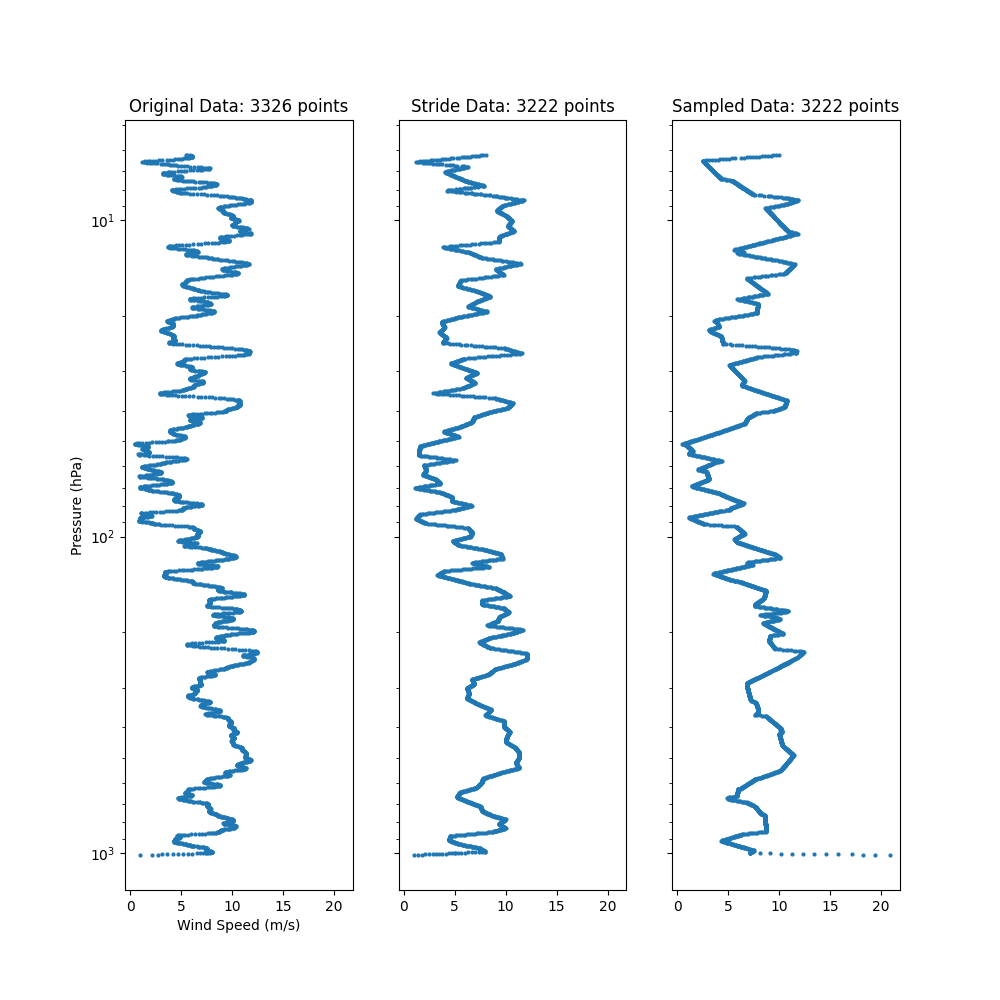 Original Data: 3326 points
Stride Data: 3222 points
Sampled Data: 3222 points
Pressure (hPa)
10¹
10²
10³
0 5 10 15 20
0 5 10 15 20
0 5 10 15 20
Wind Speed (m/s)